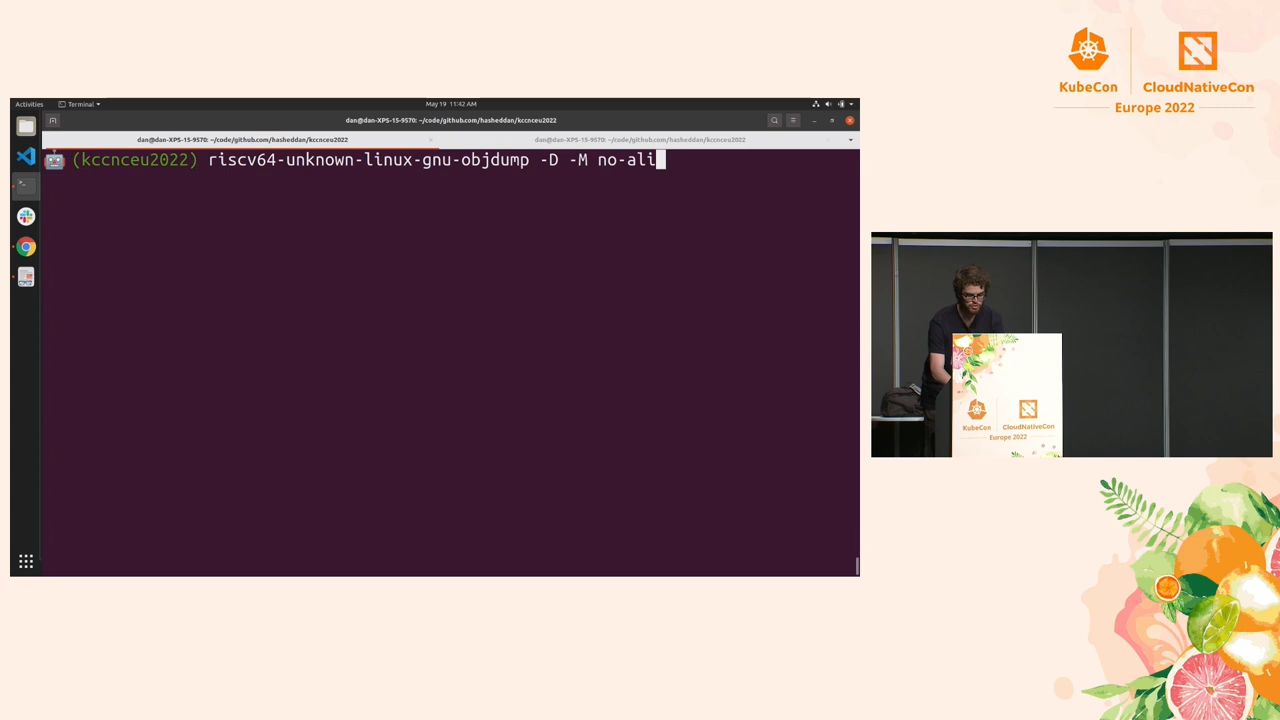 KubeCon
CloudNativeCon
Europe 2022
Activities
Terminal
May 19 11:42 AM
dan@dan-XPS-15-9570: ~/code/github.com/hasheddan/kccnceu2022
dan@dan-XPS-15-9570: ~/code/github.com/hasheddan/kccnceu2022
dan@dan-XPS-15-9570: ~/code/github.com/hasheddan/kccnceu2022
(kccnceu2022) riscv64-unknown-linux-gnu-objdump -D -M no-ali
KubeCon
CloudNativeCon
Europe 2022